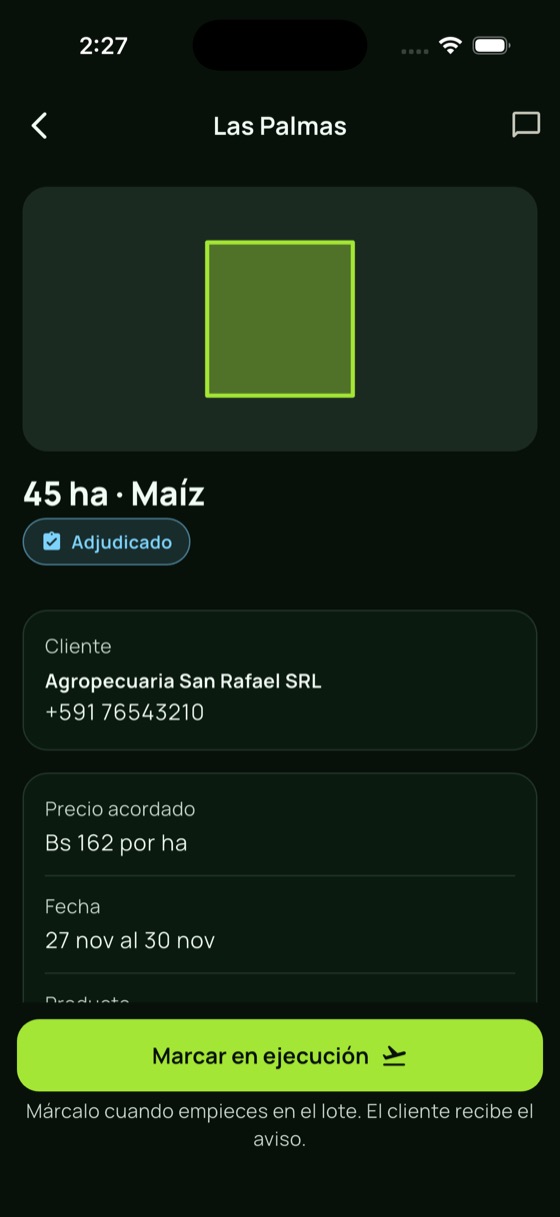 2:27
Las Palmas
45 ha · Maíz
Adjudicado
Cliente
Agropecuaria San Rafael SRL
+591 76543210
Precio acordado
Bs 162 por ha
Fecha
27 nov al 30 nov
Producto
Marcar en ejecución
Márcalo cuando empieces en el lote. El cliente recibe el
aviso.